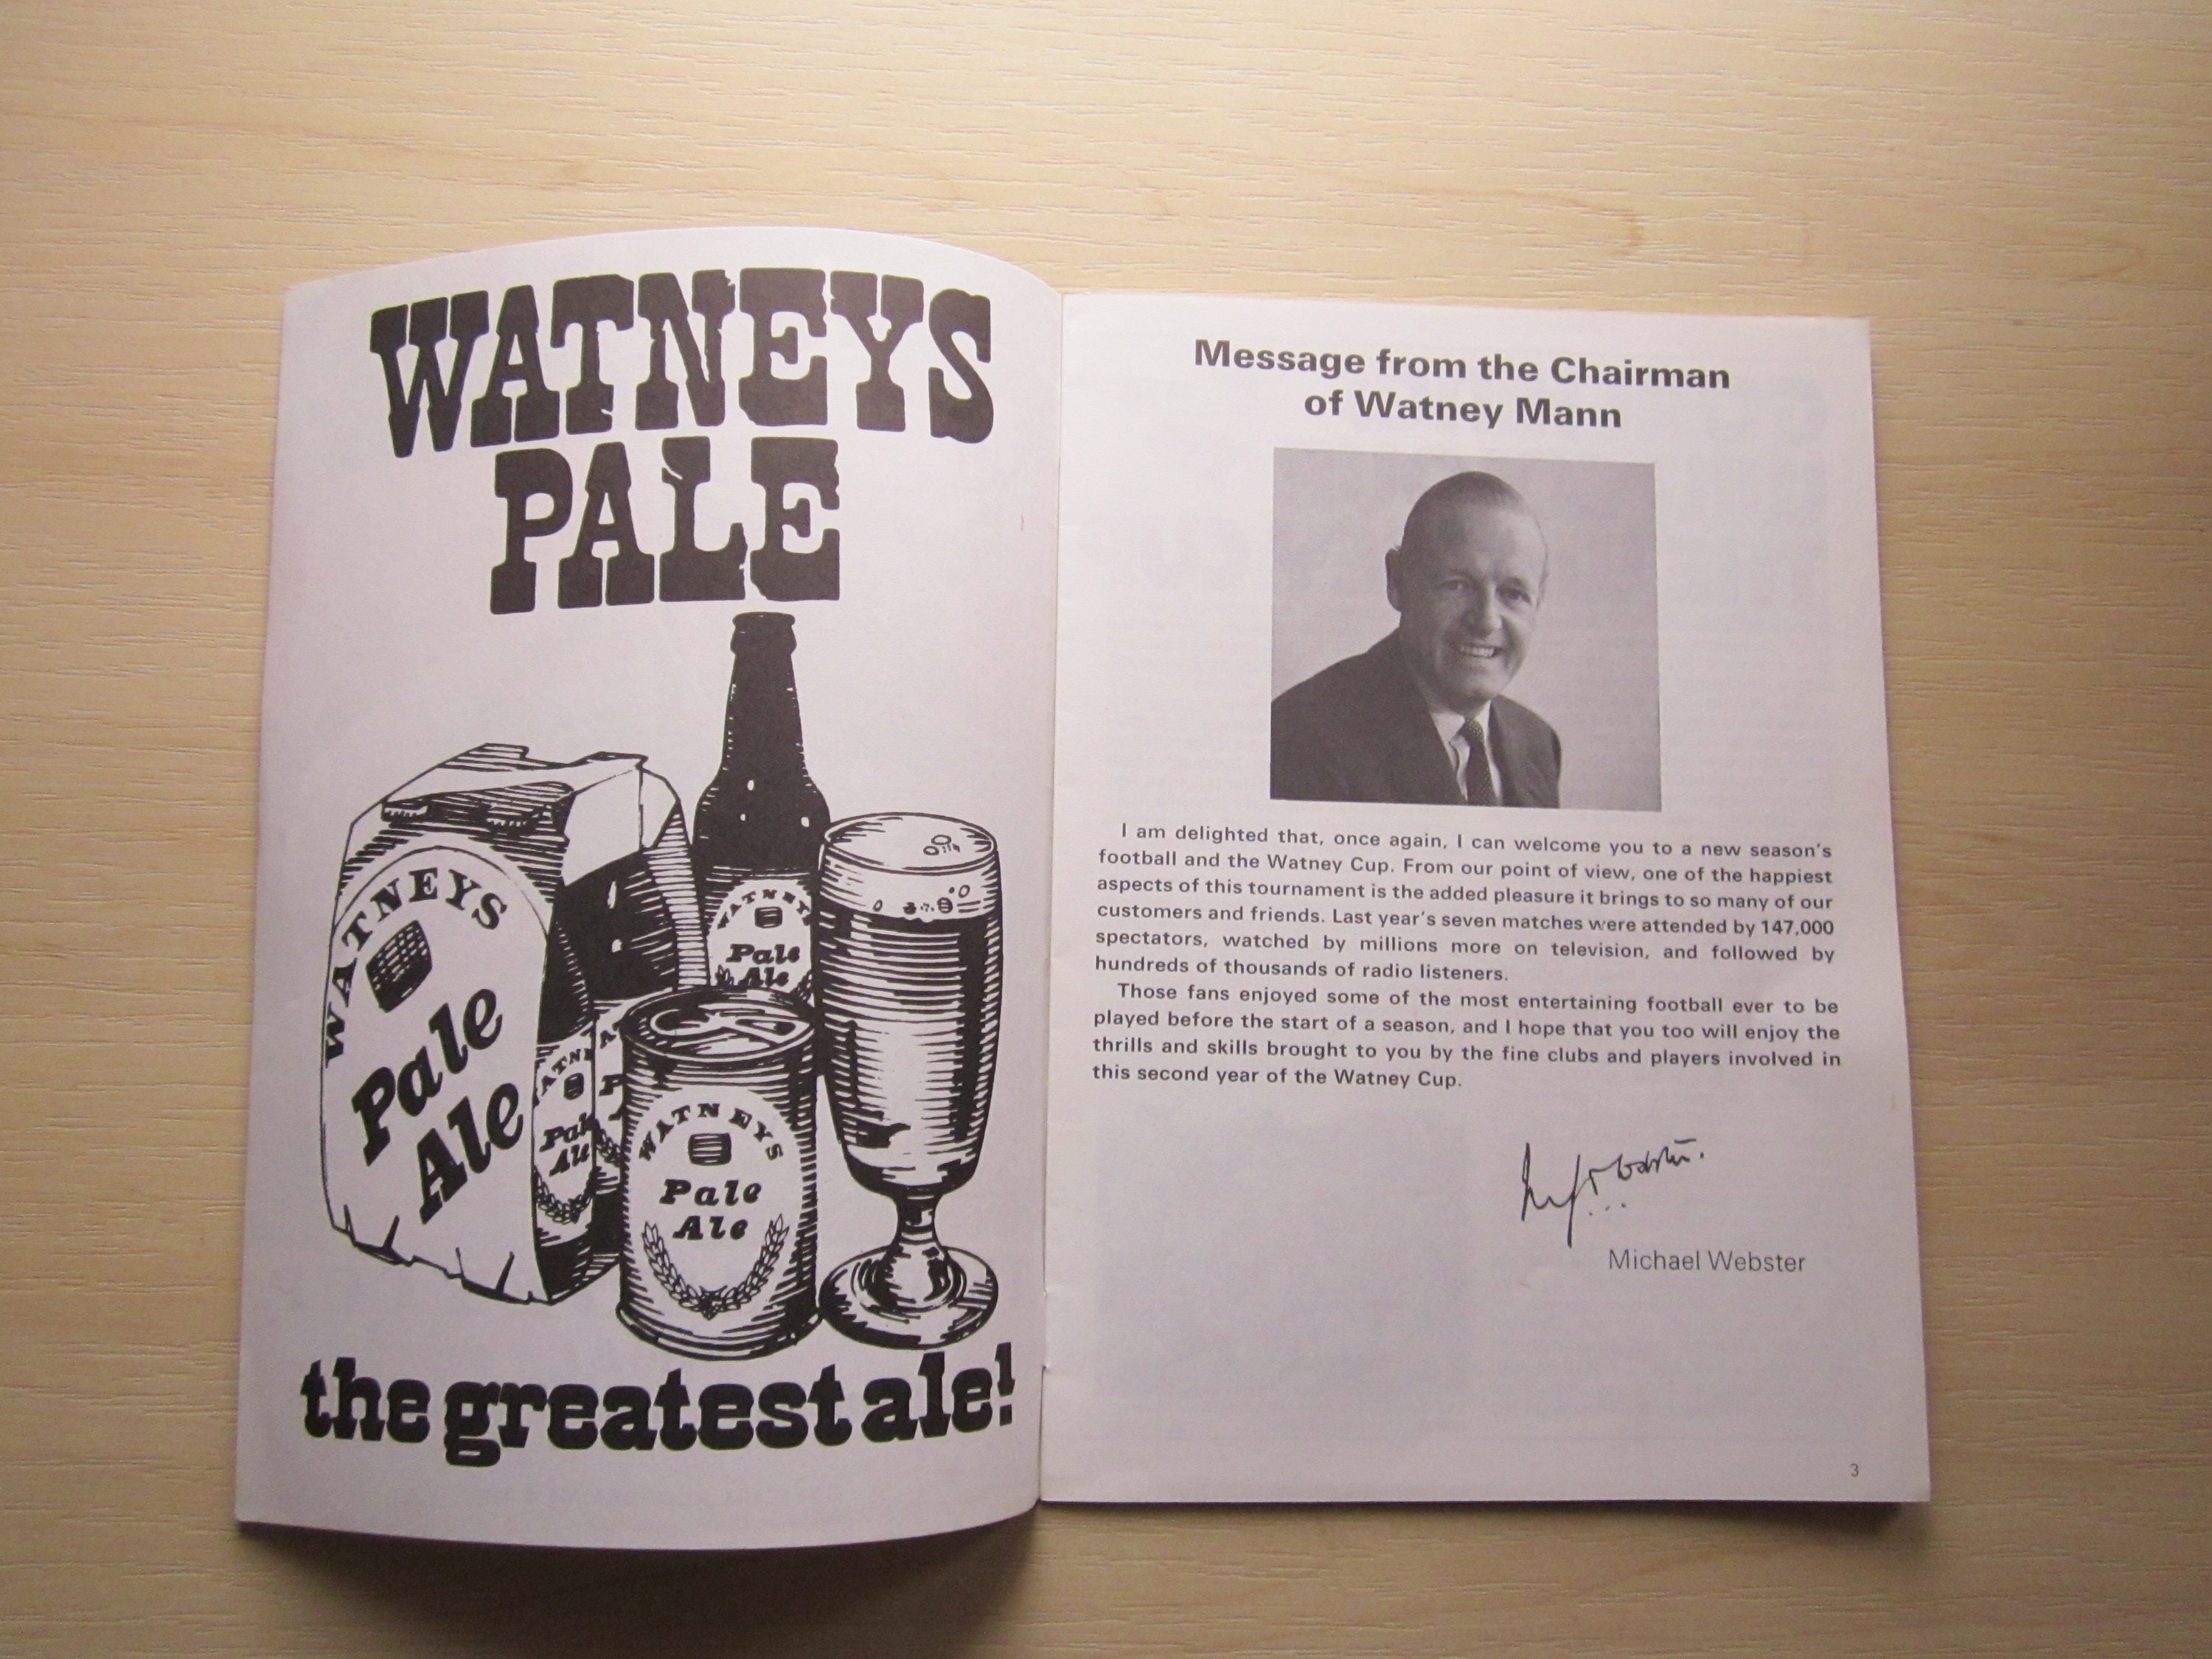 WATNEYS
PALE
WATNEYS
Pale
Ale
WATNEYS
Pale
Ale
WATNEYS
Pale
Ale
the greatest ale!
Message from the Chairman
of Watney Mann
I am delighted that, once again, I can welcome you to a new season's
football and the Watney Cup. From our point of view, one of the happiest
aspects of this tournament is the added pleasure it brings to so many of our
customers and friends. Last year's seven matches were attended by 147,000
spectators, watched by millions more on television, and followed by
hundreds of thousands of radio listeners.
Those fans enjoyed some of the most entertaining football ever to be
played before the start of a season, and I hope that you too will enjoy the
thrills and skills brought to you by the fine clubs and players involved in
this second year of the Watney Cup.
Michael Webster
3